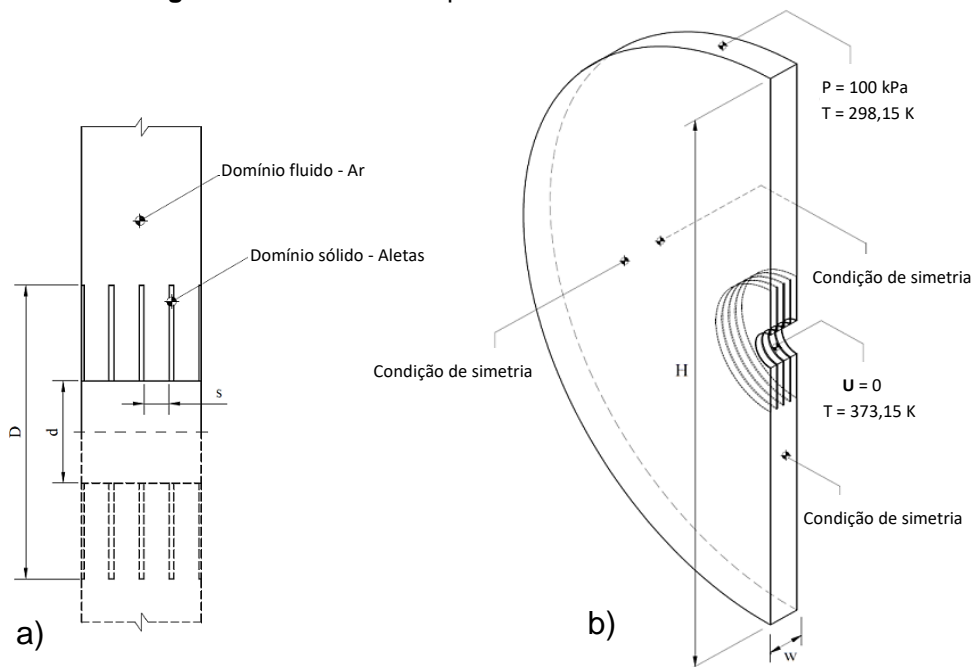 Domínio fluido - Ar
Domínio sólido - Aletas
s
D
d
a)
P = 100 kPa
T = 298,15 K
Condição de simetria
Condição de simetria
H
U = 0
T = 373,15 K
Condição de simetria
b)
w